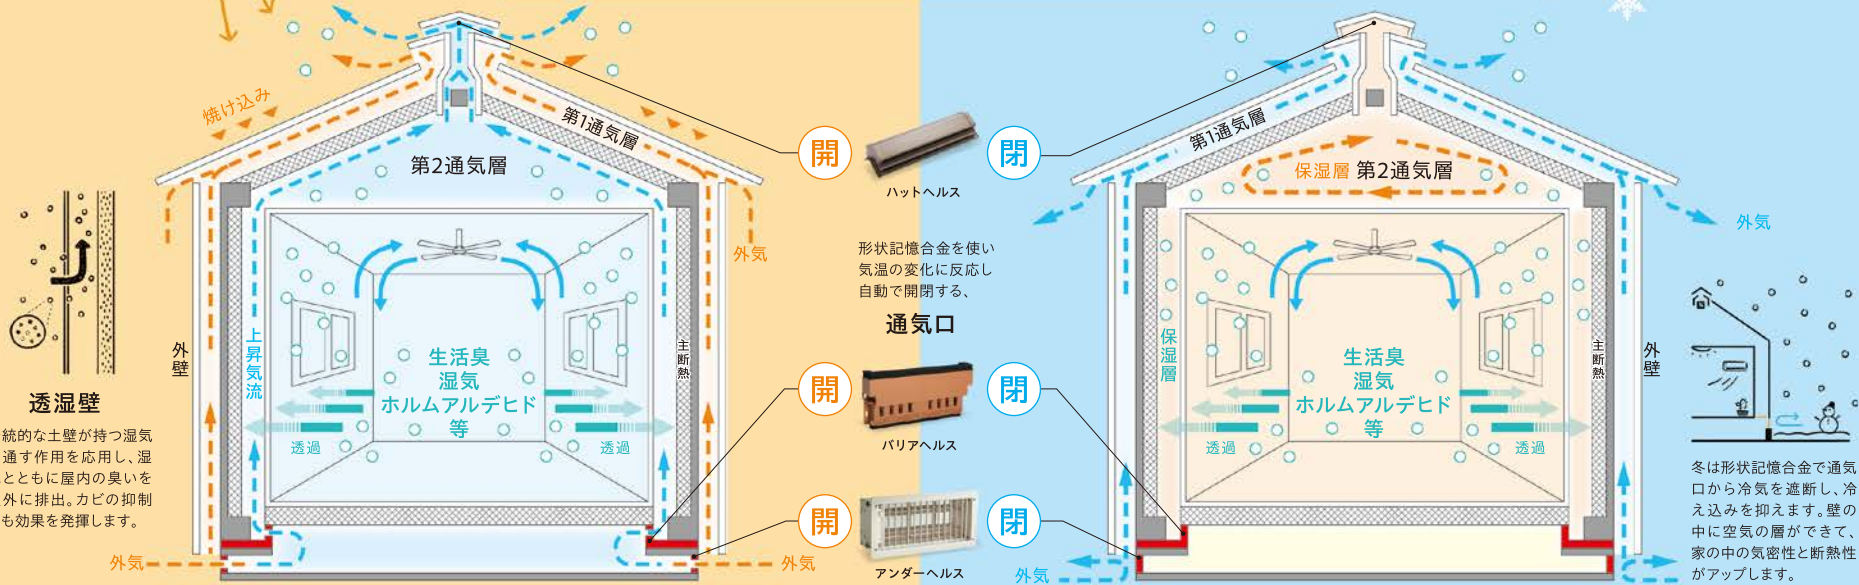 焼け込み
第1通気層
第2通気層
外気
外壁
上昇気流
主断熱
生活臭
湿気
ホルムアルデヒド
等
透過
透過
外気
外気
透湿壁
統的な土壁が持つ湿気
通す作用を応用し、湿
とともに屋内の臭いを
外に排出。カビの抑制
も効果を発揮します。
開
閉
ハットヘルス
形状記憶合金を使い
気温の変化に反応し
自動で開閉する、
通気口
開
閉
バリアヘルス
開
閉
アンダーヘルス
第1通気層
保湿層 第2通気層
外気
保湿層
主断熱
外壁
生活臭
湿気
ホルムアルデヒド
等
透過
透過
外気
外気
冬は形状記憶合金で通気
口から冷気を遮断し、冷
え込みを抑えます。壁の
中に空気の層ができて、
家の中の気密性と断熱性
がアップします。